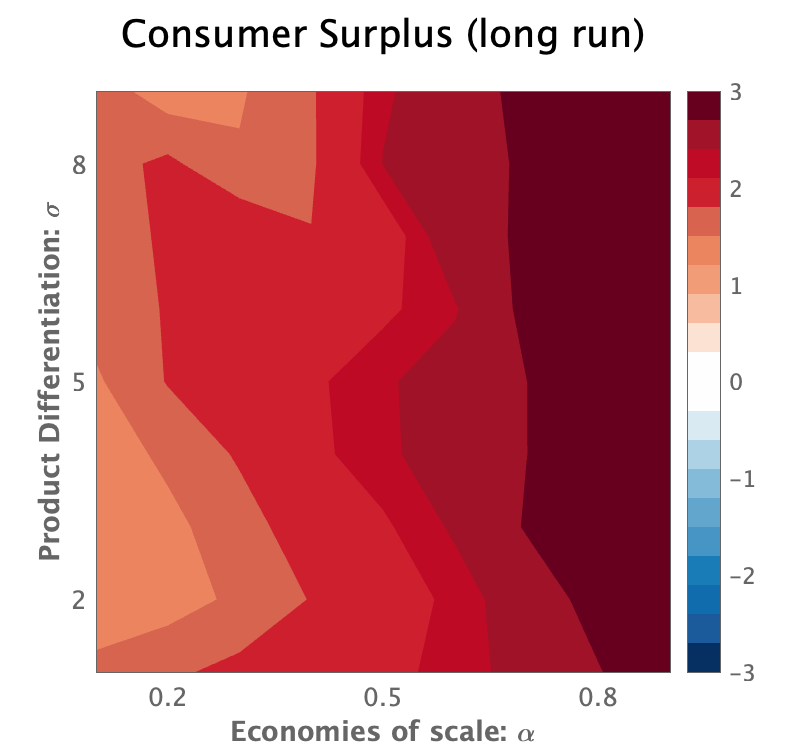 Consumer Surplus (long run)
3
2
1
0
−1
−2
−3
8
5
2
Product Differentiation: σ
0.2 0.5 0.8
Economies of scale: α